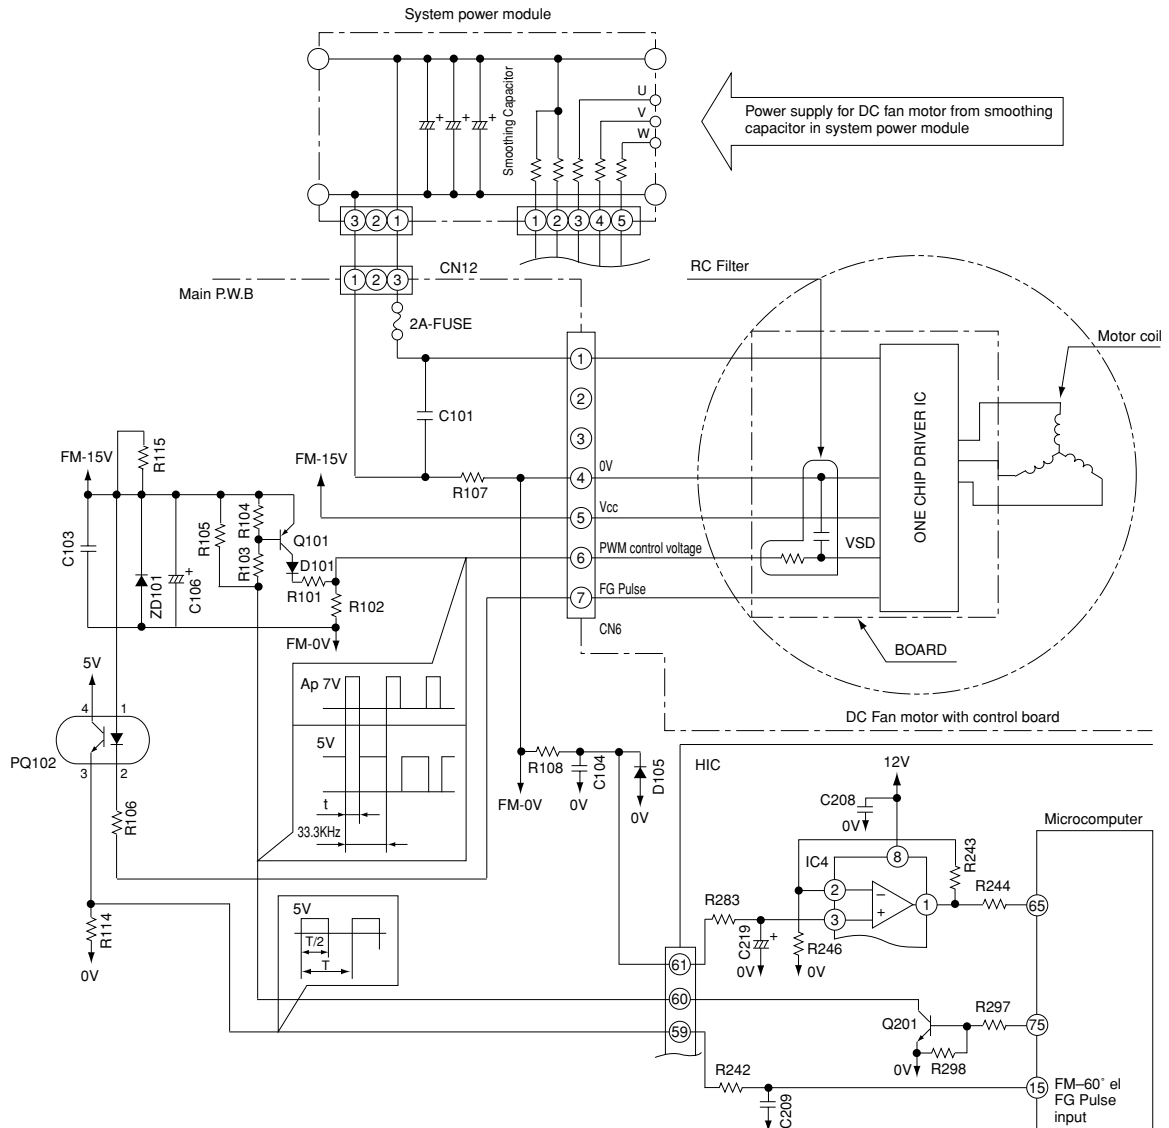 System power module
Smoothing Capacitor
U
V
W
Power supply for DC fan motor from smoothing
capacitor in system power module
3 2 1
1 2 3 4 5
CN12
1 2 3
Main P.W.B
2A-FUSE
RC Filter
Motor coil
C101
1
2
3
4
5
6
7
0V
Vcc
PWM control voltage
FG Pulse
CN6
ONE CHIP DRIVER IC
VSD
BOARD
DC Fan motor with control board
R115
FM-15V
FM-15V
R107
C103
ZD101
C106
R105
R104
R103
Q101
D101
R101
R102
FM-0V
5V
4
1
PQ102
3
2
R106
R114
0V
Ap 7V
5V
t
33.3KHz
5V
T/2
T
R108
C104
D105
FM-0V
0V
0V
HIC
12V
C208
0V
IC4
8
2
3
1
R243
R244
65
Microcomputer
R283
C219
0V
R246
0V
61
60
59
Q201
R297
75
0V
R298
R242
C209
15
FM–60˚ el
FG Pulse
input